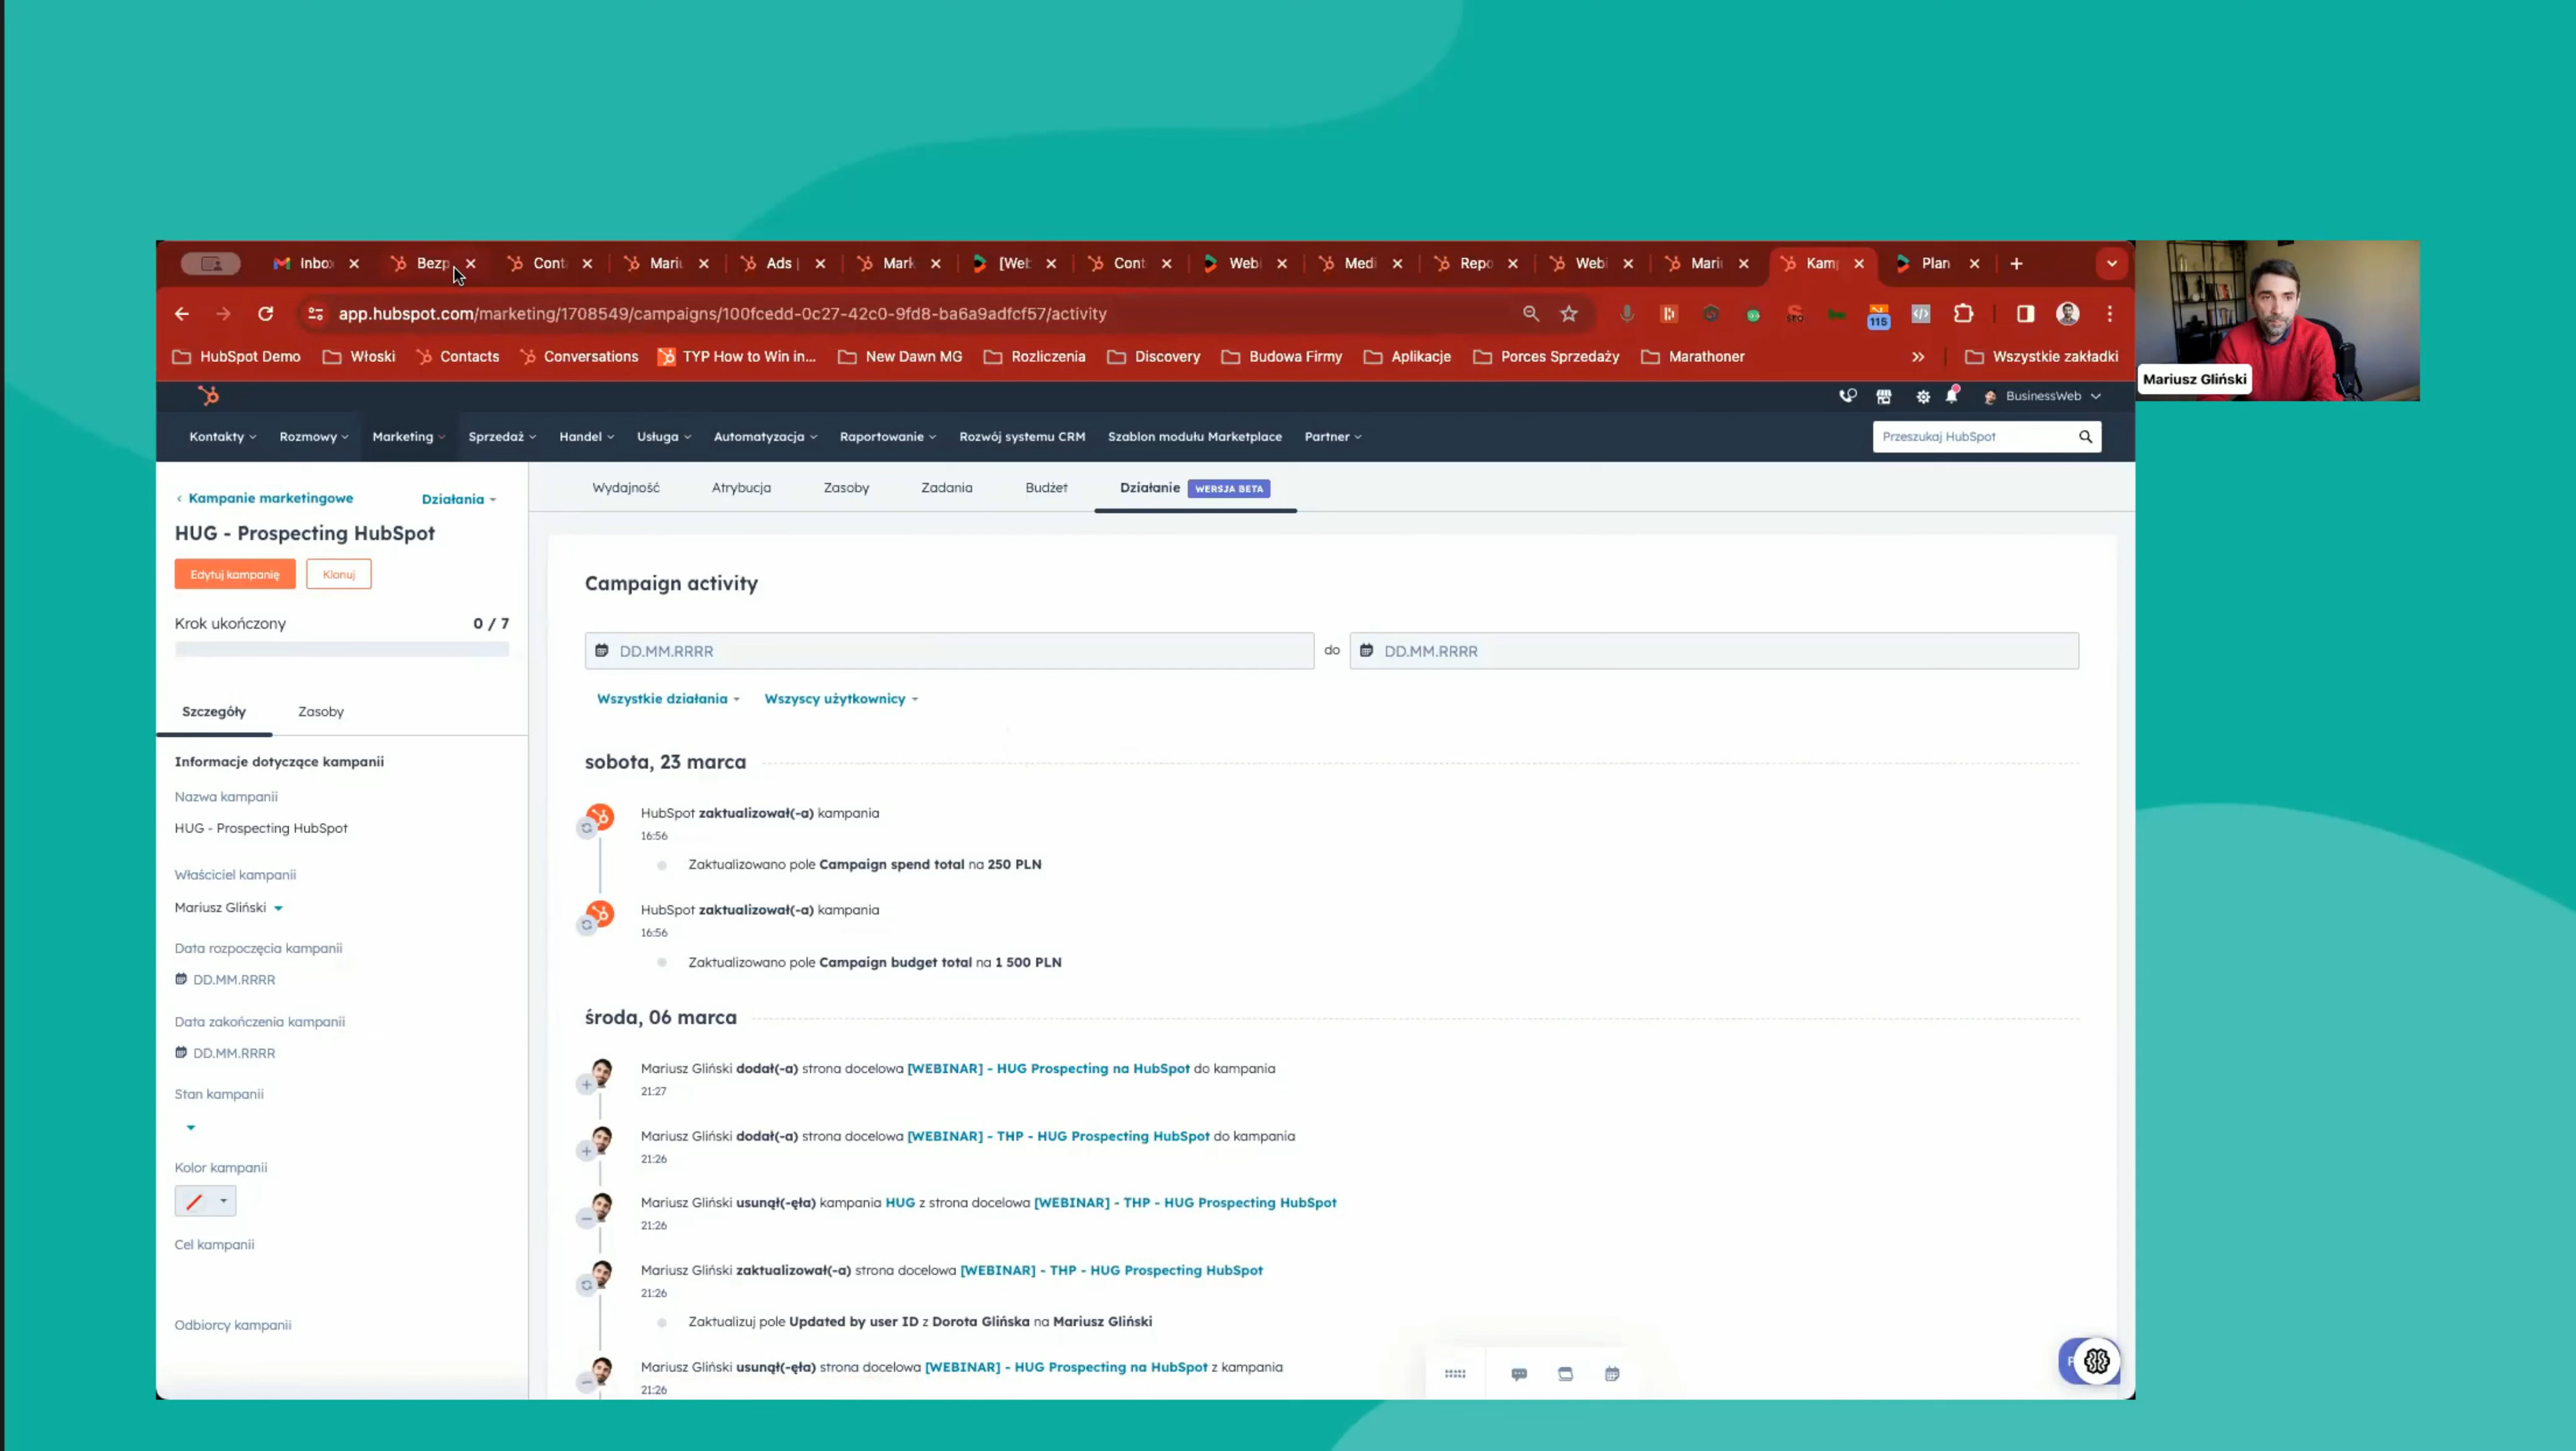 Inbo
Bezp
Cont
Mariu
Ads |
Mark
[Web
Cont
Webi
Medi
Repo
Webi
Marii
Kamp
Plan
app.hubspot.com/marketing/1708549/campaigns/100fcedd-0c27-42c0-9fd8-ba6a9adfcf57/activity
115
HubSpot Demo
Włoski
Contacts
Conversations
TYP How to Win in...
New Dawn MG
Rozliczenia
Discovery
Budowa Firmy
Aplikacje
Porces Sprzedaży
Marathoner
Wszystkie zakładki
Mariusz Gliński
BusinessWeb
Kontakty
Rozmowy
Marketing
Sprzedaż
Handel
Usługa
Automatyzacja
Raportowanie
Rozwój systemu CRM
Szablon modułu Marketplace
Partner
Przeszukaj HubSpot
Kampanie marketingowe
Działania
HUG - Prospecting HubSpot
Edytuj kampanię
Klonuj
Krok ukończony
0 / 7
Szczegóły
Zasoby
Informacje dotyczące kampanii
Nazwa kampanii
HUG - Prospecting HubSpot
Właściciel kampanii
Mariusz Gliński
Data rozpoczęcia kampanii
DD.MM.RRRR
Data zakończenia kampanii
DD.MM.RRRR
Stan kampanii
Kolor kampanii
Cel kampanii
Odbiorcy kampanii
Wydajność
Atrybucja
Zasoby
Zadania
Budżet
Działanie WERSJA BETA
Campaign activity
DD.MM.RRRR
do
DD.MM.RRRR
Wszystkie działania
Wszyscy użytkownicy
sobota, 23 marca
HubSpot zaktualizował(-a) kampania
16:56
Zaktualizowano pole Campaign spend total na 250 PLN
HubSpot zaktualizował(-a) kampania
16:56
Zaktualizowano pole Campaign budget total na 1 500 PLN
środa, 06 marca
Mariusz Gliński dodał(-a) strona docelowa [WEBINAR] - HUG Prospecting na HubSpot do kampania
21:27
Mariusz Gliński dodał(-a) strona docelowa [WEBINAR] - THP - HUG Prospecting HubSpot do kampania
21:26
Mariusz Gliński usunął(-ęła) kampania HUG z strona docelowa [WEBINAR] - THP - HUG Prospecting HubSpot
21:26
Mariusz Gliński zaktualizował(-a) strona docelowa [WEBINAR] - THP - HUG Prospecting HubSpot
21:26
Zaktualizuj pole Updated by user ID z Dorota Glińska na Mariusz Gliński
Mariusz Gliński usunął(-ęła) strona docelowa [WEBINAR] - HUG Prospecting na HubSpot z kampania
21:26